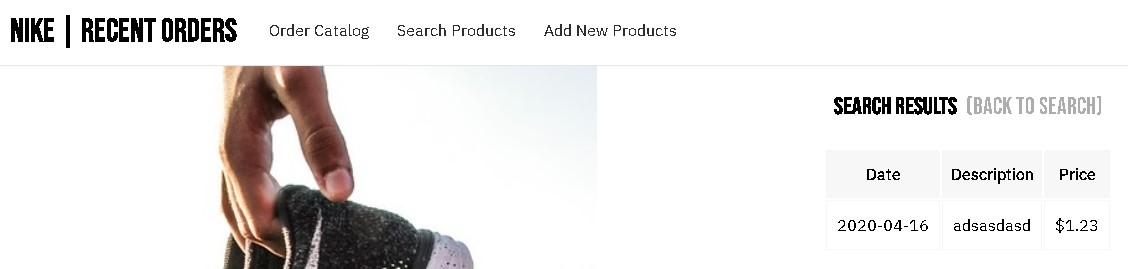 NIKE | RECENT ORDERS Order Catalog Search Products Add New Products
SEARCH RESULTS (BACK TO SEARCH)
Date Description Price
2020-04-16 adsasdasd $1.23